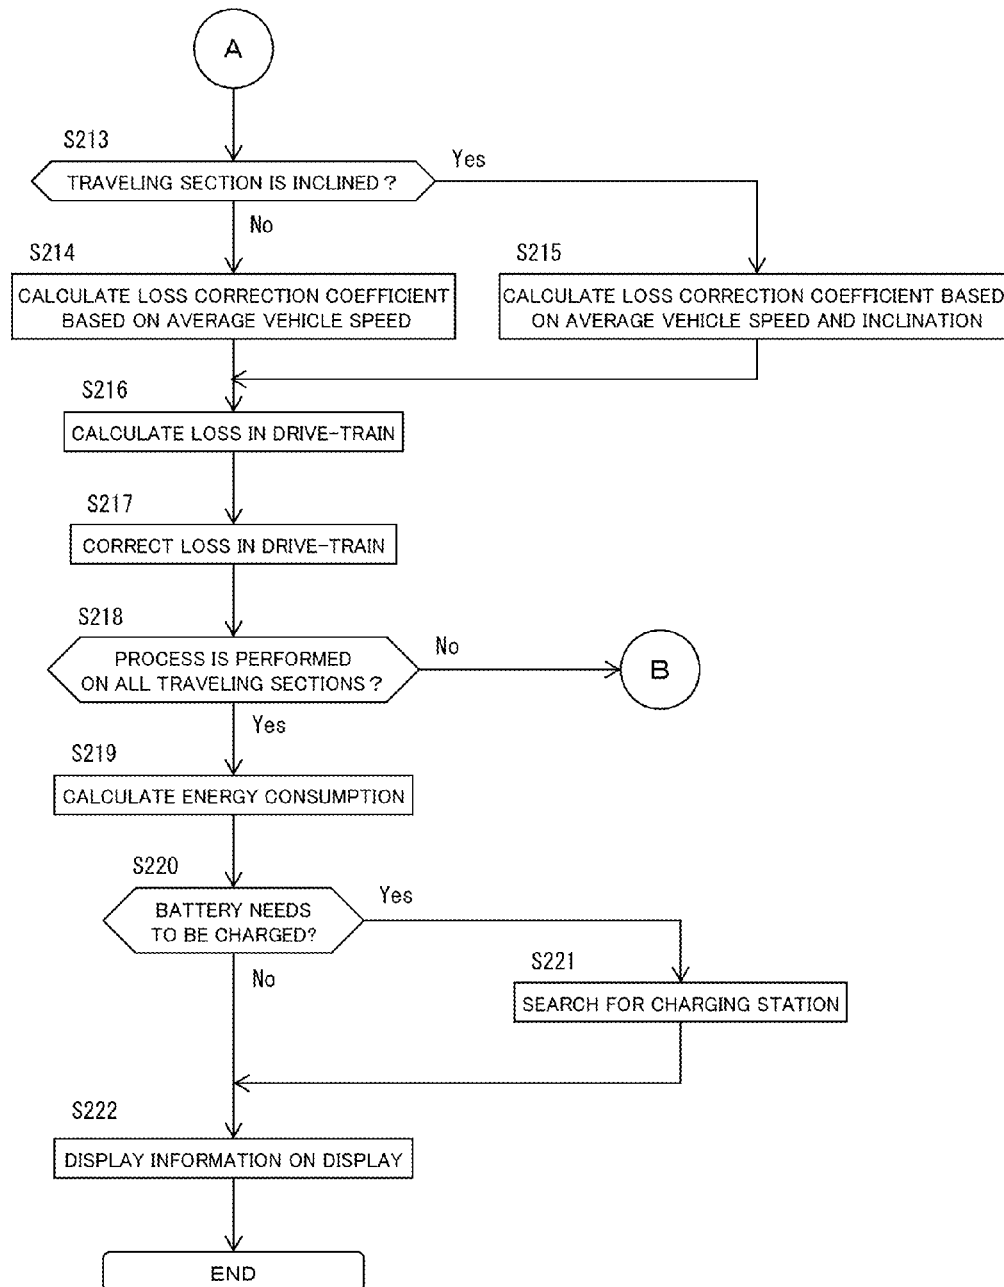 A
S213
TRAVELING SECTION IS INCLINED?
Yes
No
S214
CALCULATE LOSS CORRECTION COEFFICIENT
BASED ON AVERAGE VEHICLE SPEED
S215
CALCULATE LOSS CORRECTION COEFFICIENT BASED
ON AVERAGE VEHICLE SPEED AND INCLINATION
S216
CALCULATE LOSS IN DRIVE-TRAIN
S217
CORRECT LOSS IN DRIVE-TRAIN
S218
PROCESS IS PERFORMED
ON ALL TRAVELING SECTIONS?
No
B
Yes
S219
CALCULATE ENERGY CONSUMPTION
S220
BATTERY NEEDS
TO BE CHARGED?
Yes
No
S221
SEARCH FOR CHARGING STATION
S222
DISPLAY INFORMATION ON DISPLAY
END